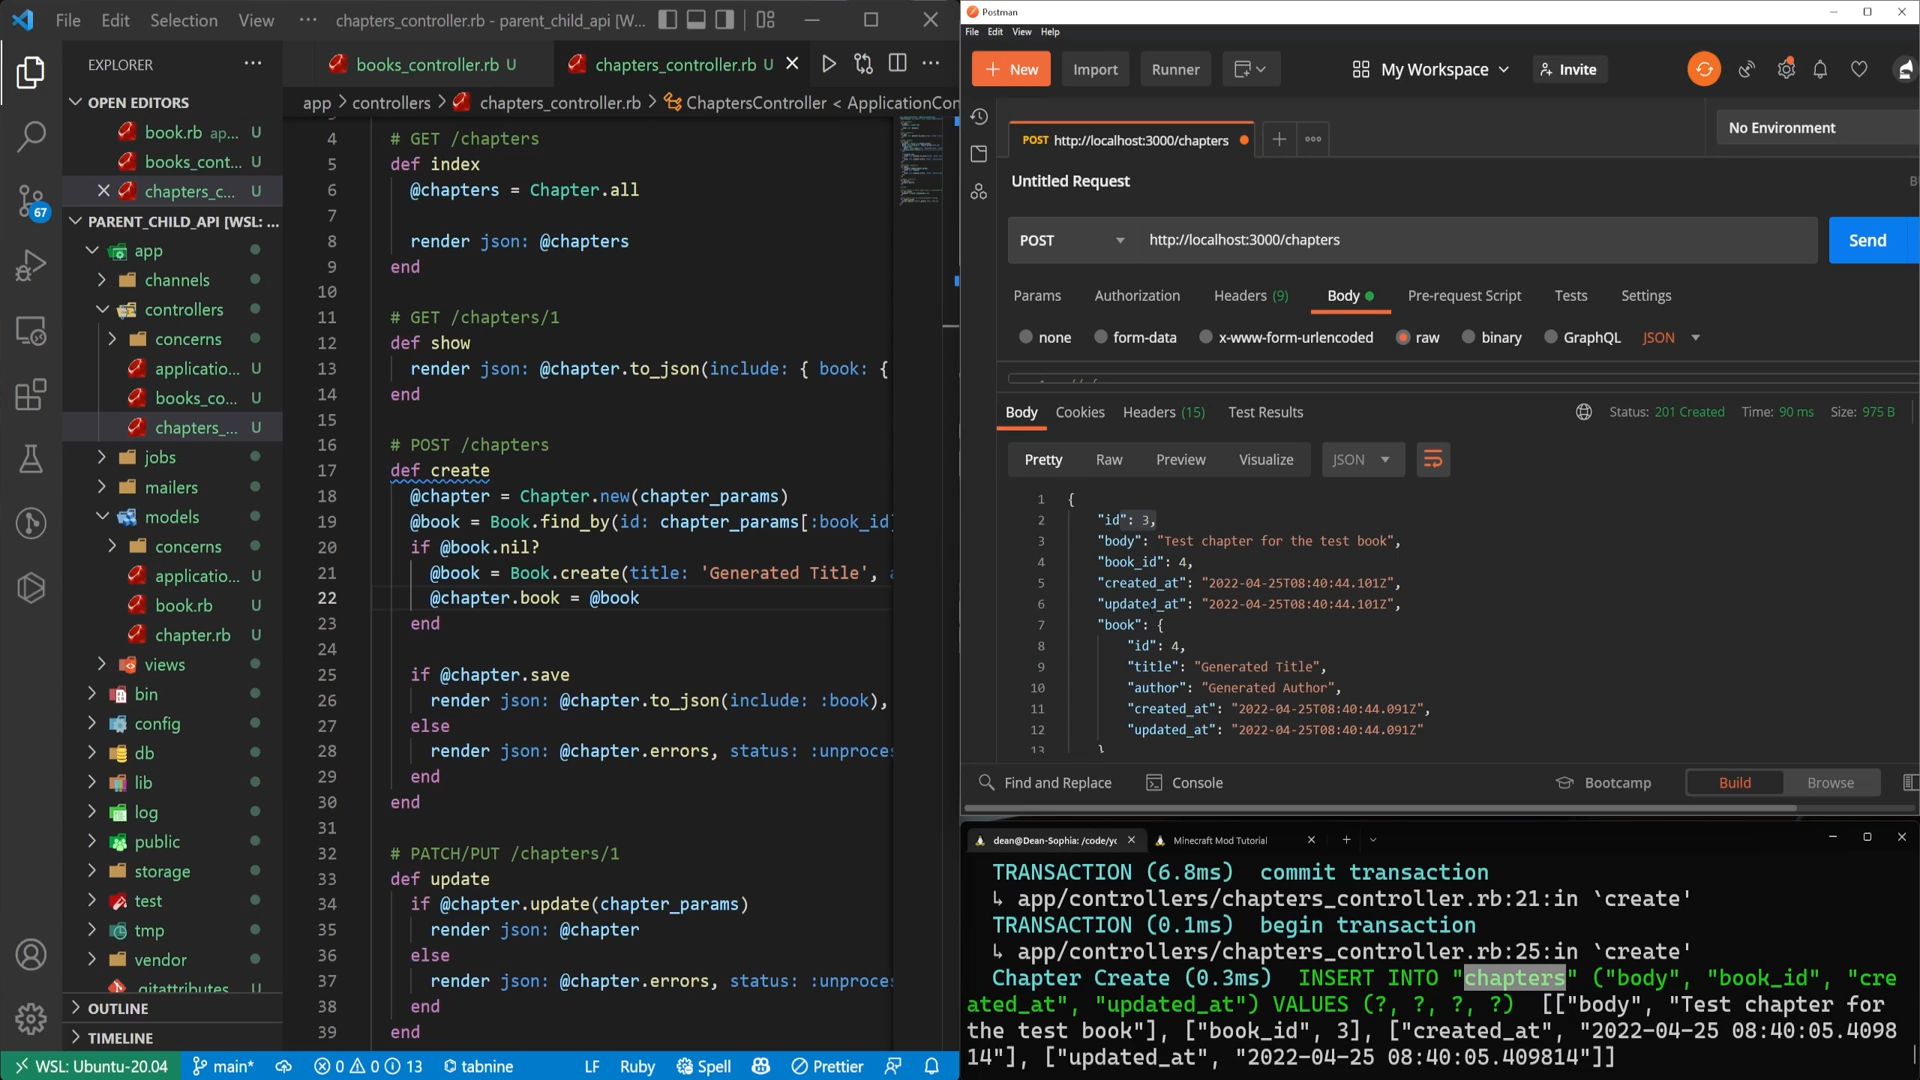 File Edit Selection View ··· chapters_controller.rb - parent_child_api [W...
EXPLORER ···
OPEN EDITORS
book.rb ap... U
books_cont... U
chapters_c... U
PARENT_CHILD_API [WSL: ...
app
channels
controllers
concerns
applicatio... U
books_co... U
chapters_... U
jobs
mailers
models
concerns
applicatio... U
book.rb U
chapter.rb U
views
bin
config
db
lib
log
public
storage
test
tmp
vendor
.gitattributes U
OUTLINE
TIMELINE
67
books_controller.rb U
chapters_controller.rb U
app > controllers > chapters_controller.rb > ChaptersController < ApplicationCon
4 # GET /chapters
5 def index
6 @chapters = Chapter.all
7
8 render json: @chapters
9 end
10
11 # GET /chapters/1
12 def show
13 render json: @chapter.to_json(include: { book: {
14 end
15
16 # POST /chapters
17 def create
18 @chapter = Chapter.new(chapter_params)
19 @book = Book.find_by(id: chapter_params[:book_id]
20 if @book.nil?
21 @book = Book.create(title: 'Generated Title', a
22 @chapter.book = @book
23 end
24
25 if @chapter.save
26 render json: @chapter.to_json(include: :book),
27 else
28 render json: @chapter.errors, status: :unproces
29 end
30 end
31
32 # PATCH/PUT /chapters/1
33 def update
34 if @chapter.update(chapter_params)
35 render json: @chapter
36 else
37 render json: @chapter.errors, status: :unproces
38 end
39 end
WSL: Ubuntu-20.04 main* 0 0 13 tabnine LF Ruby Spell Prettier
Postman
File Edit View Help
+ New Import Runner My Workspace Invite
POST http://localhost:3000/chapters
No Environment
Untitled Request
POST http://localhost:3000/chapters Send
Params Authorization Headers (9) Body Pre-request Script Tests Settings
none form-data x-www-form-urlencoded raw binary GraphQL JSON
Body Cookies Headers (15) Test Results Status: 201 Created Time: 90 ms Size: 975 B
Pretty Raw Preview Visualize JSON
1 {
2 "id": 3,
3 "body": "Test chapter for the test book",
4 "book_id": 4,
5 "created_at": "2022-04-25T08:40:44.101Z",
6 "updated_at": "2022-04-25T08:40:44.101Z",
7 "book": {
8 "id": 4,
9 "title": "Generated Title",
10 "author": "Generated Author",
11 "created_at": "2022-04-25T08:40:44.091Z",
12 "updated_at": "2022-04-25T08:40:44.091Z"
13 }
Find and Replace Console Bootcamp Build Browse
dean@Dean-Sophia: /code/yc Minecraft Mod Tutorial
TRANSACTION (6.8ms) commit transaction
↳ app/controllers/chapters_controller.rb:21:in `create'
TRANSACTION (0.1ms) begin transaction
↳ app/controllers/chapters_controller.rb:25:in `create'
Chapter Create (0.3ms) INSERT INTO "chapters" ("body", "book_id", "cre
ated_at", "updated_at") VALUES (?, ?, ?, ?) [["body", "Test chapter for
the test book"], ["book_id", 3], ["created_at", "2022-04-25 08:40:05.4098
14"], ["updated_at", "2022-04-25 08:40:05.409814"]]